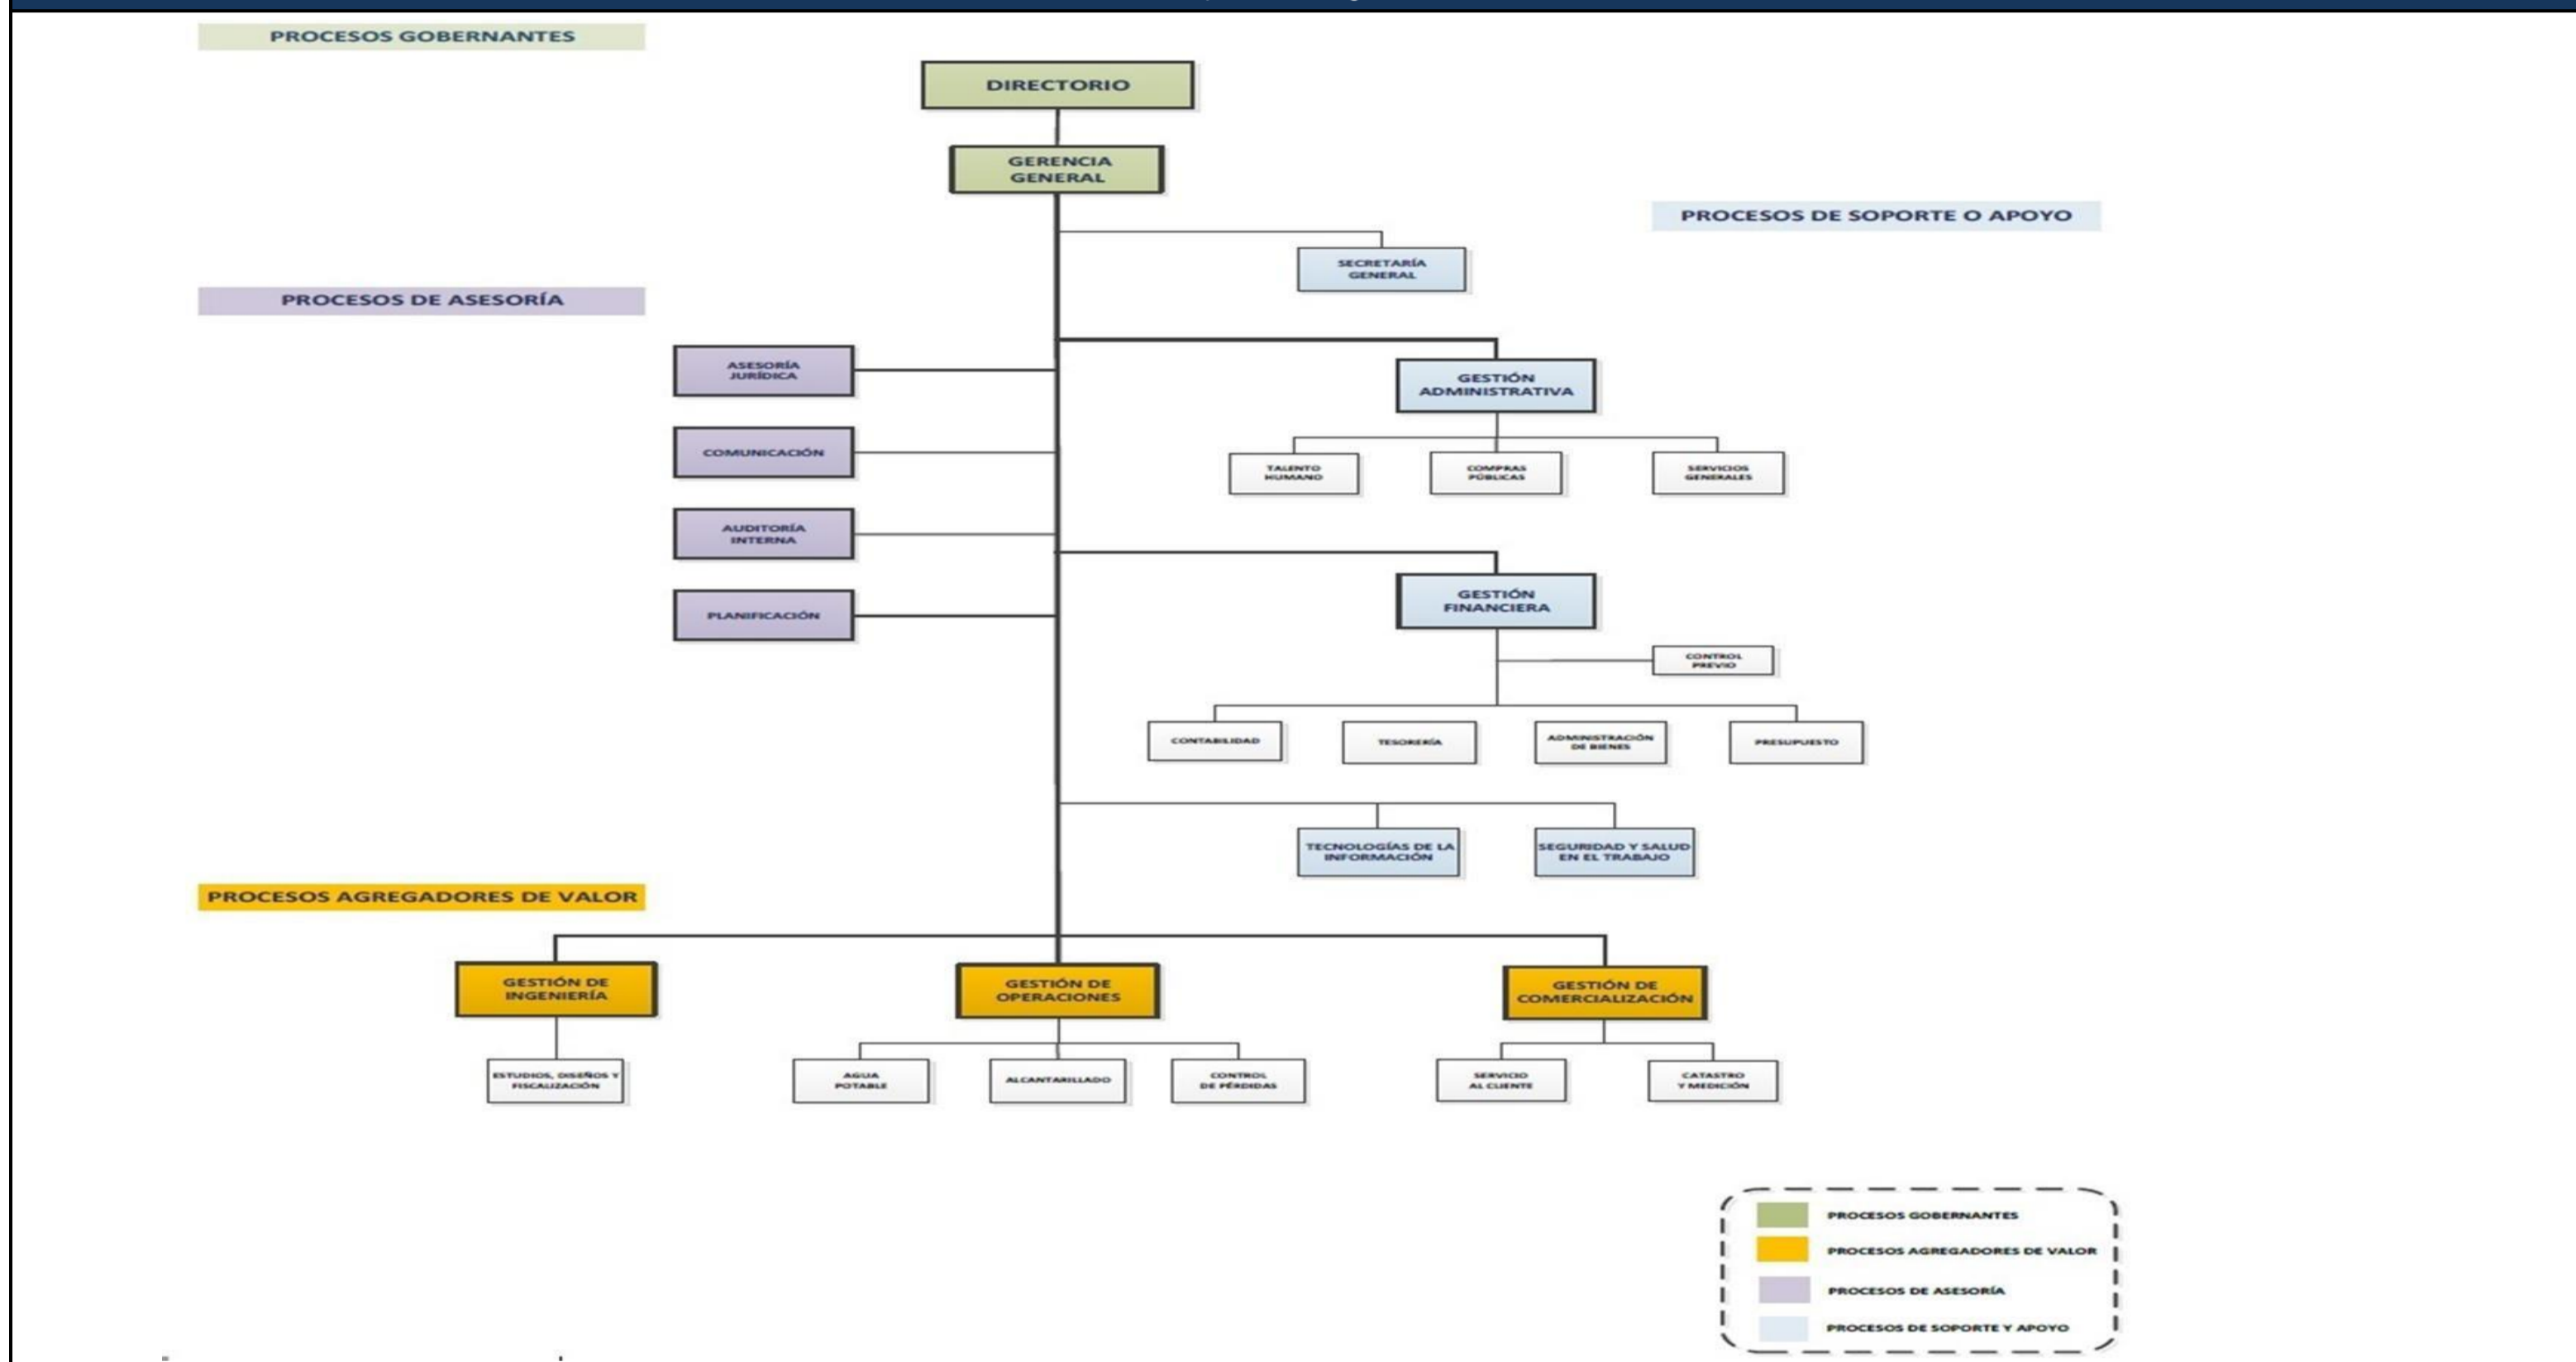 PROCESOS GOBERNANTES
DIRECTORIO
GERENCIA
GENERAL
PROCESOS DE SOPORTE O APOYO
SECRETARÍA
GENERAL
PROCESOS DE ASESORÍA
ASESORÍA
JURÍDICA
GESTIÓN
ADMINISTRATIVA
COMUNICACIÓN
TALENTO
HUMANO
COMPRAS
PÚBLICAS
SERVICIOS
GENERALES
AUDITORÍA
INTERNA
GESTIÓN
FINANCIERA
PLANIFICACIÓN
CONTROL
PREVIO
CONTABILIDAD
TESORERÍA
ADMINISTRACIÓN
DE BIENES
PRESUPUESTO
TECNOLOGÍAS DE LA
INFORMACIÓN
SEGURIDAD Y SALUD
EN EL TRABAJO
PROCESOS AGREGADORES DE VALOR
GESTIÓN DE
INGENIERÍA
GESTIÓN DE
OPERACIONES
GESTIÓN DE
COMERCIALIZACIÓN
ESTUDIOS, DISEÑOS Y
FISCALIZACIÓN
AGUA
POTABLE
ALCANTARILLADO
CONTROL
DE PÉRDIDAS
SERVICIO
AL CLIENTE
CATASTRO
Y MEDICIÓN
PROCESOS GOBERNANTES
PROCESOS AGREGADORES DE VALOR
PROCESOS DE ASESORÍA
PROCESOS DE SOPORTE Y APOYO